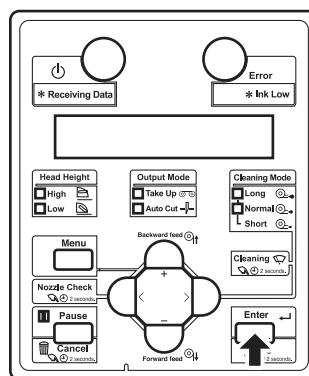 Error
* Receiving Data
* Ink Low
Head Height
High
Low
Output Mode
Take Up
Auto Cut
Cleaning Mode
Long
Normal
Short
Menu
Backward feed
+
< >
−
Forward feed
Cleaning
2 seconds.
Nozzle Check
2 seconds.
Pause
Cancel
2 seconds.
Enter
2 seconds.